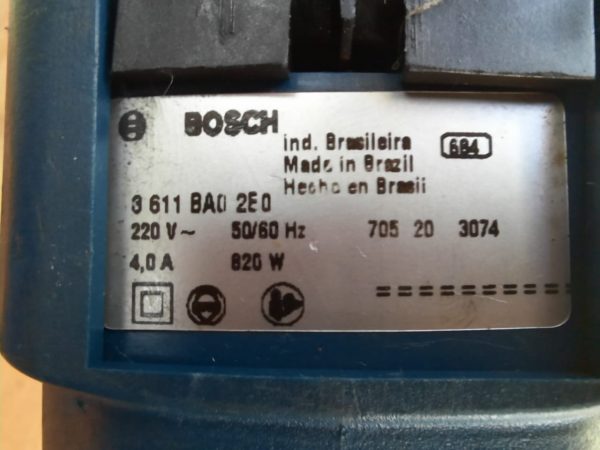 BOSCH
Ind. Brasileira
684
Made in Brazil
Hecho en Brasil
3 611 BA0 2E0
220 V~ 50/60 Hz 705 20 3074
4,0 A 820 W